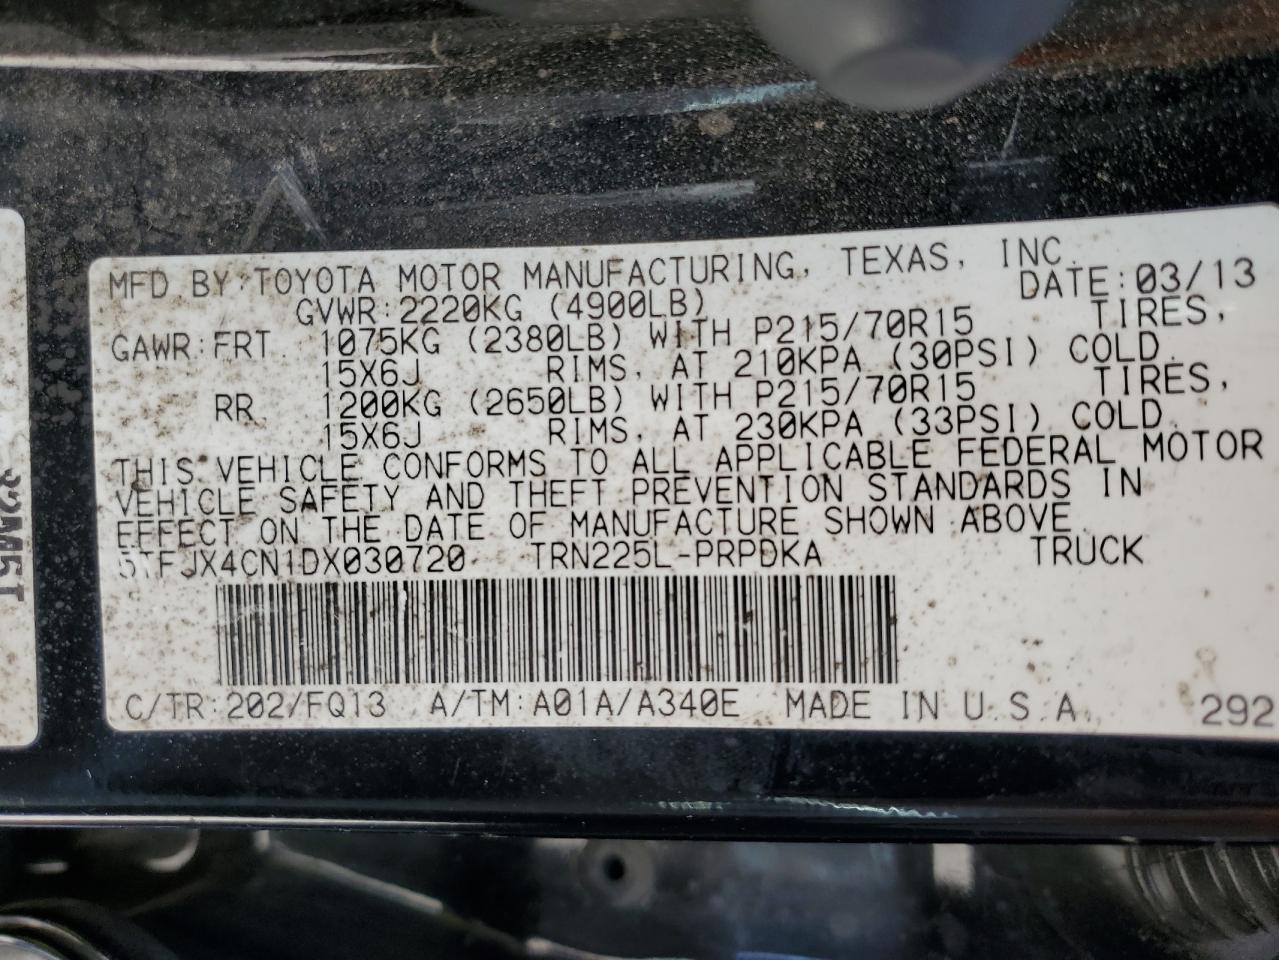 MFD BY:TOYOTA MOTOR MANUFACTURING, TEXAS, INC.
DATE:03/13
GVWR:2220KG (4900LB)
GAWR:FRT. 1075KG (2380LB) WITH P215/70R15 TIRES,
15X6J RIMS, AT 210KPA (30PSI) COLD.
RR. 1200KG (2650LB) WITH P215/70R15 TIRES,
15X6J RIMS, AT 230KPA (33PSI) COLD.
THIS VEHICLE CONFORMS TO ALL APPLICABLE FEDERAL MOTOR
VEHICLE SAFETY AND THEFT PREVENTION STANDARDS IN
EFFECT ON THE DATE OF MANUFACTURE SHOWN ABOVE.
5TFJX4CN1DX030720 TRN225L-PRPDKA TRUCK
C/TR:202/FQ13 A/TM:A01A/A340E MADE IN U.S.A. 292